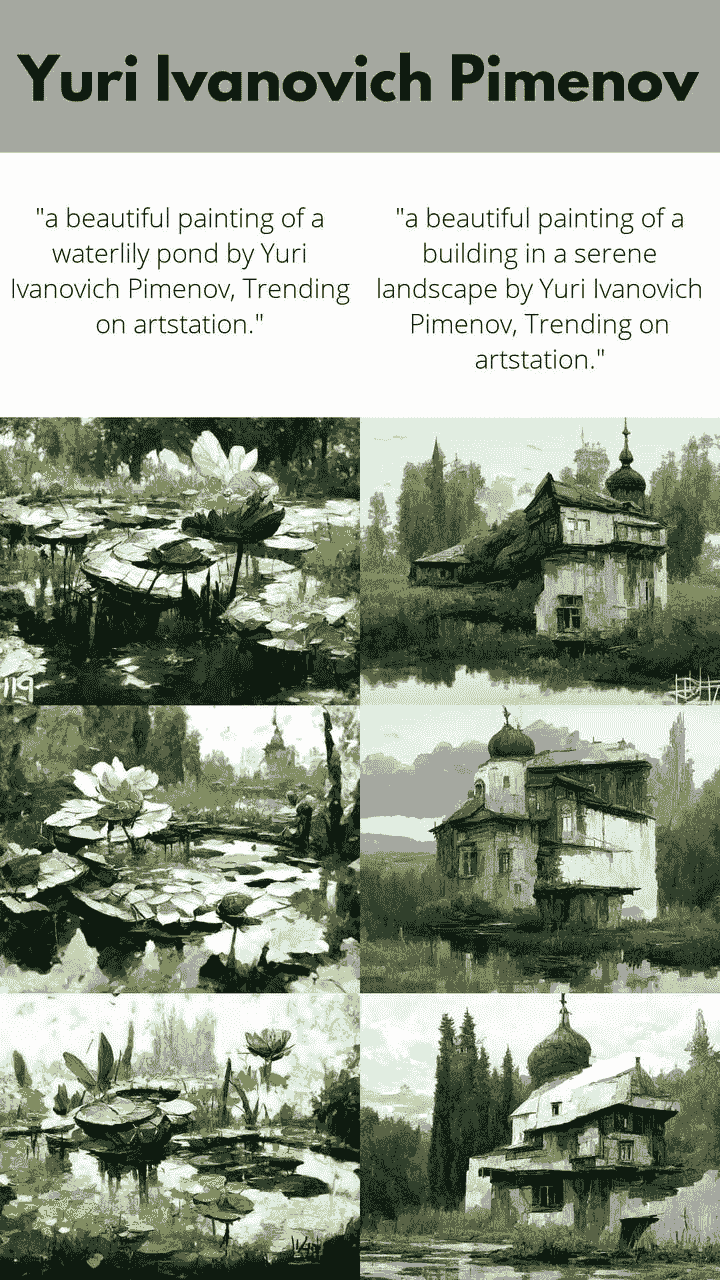 Yuri Ivanovich Pimenov
"a beautiful painting of a
waterlily pond by Yuri
Ivanovich Pimenov, Trending
on artstation."
"a beautiful painting of a
building in a serene
landscape by Yuri Ivanovich
Pimenov, Trending on
artstation."